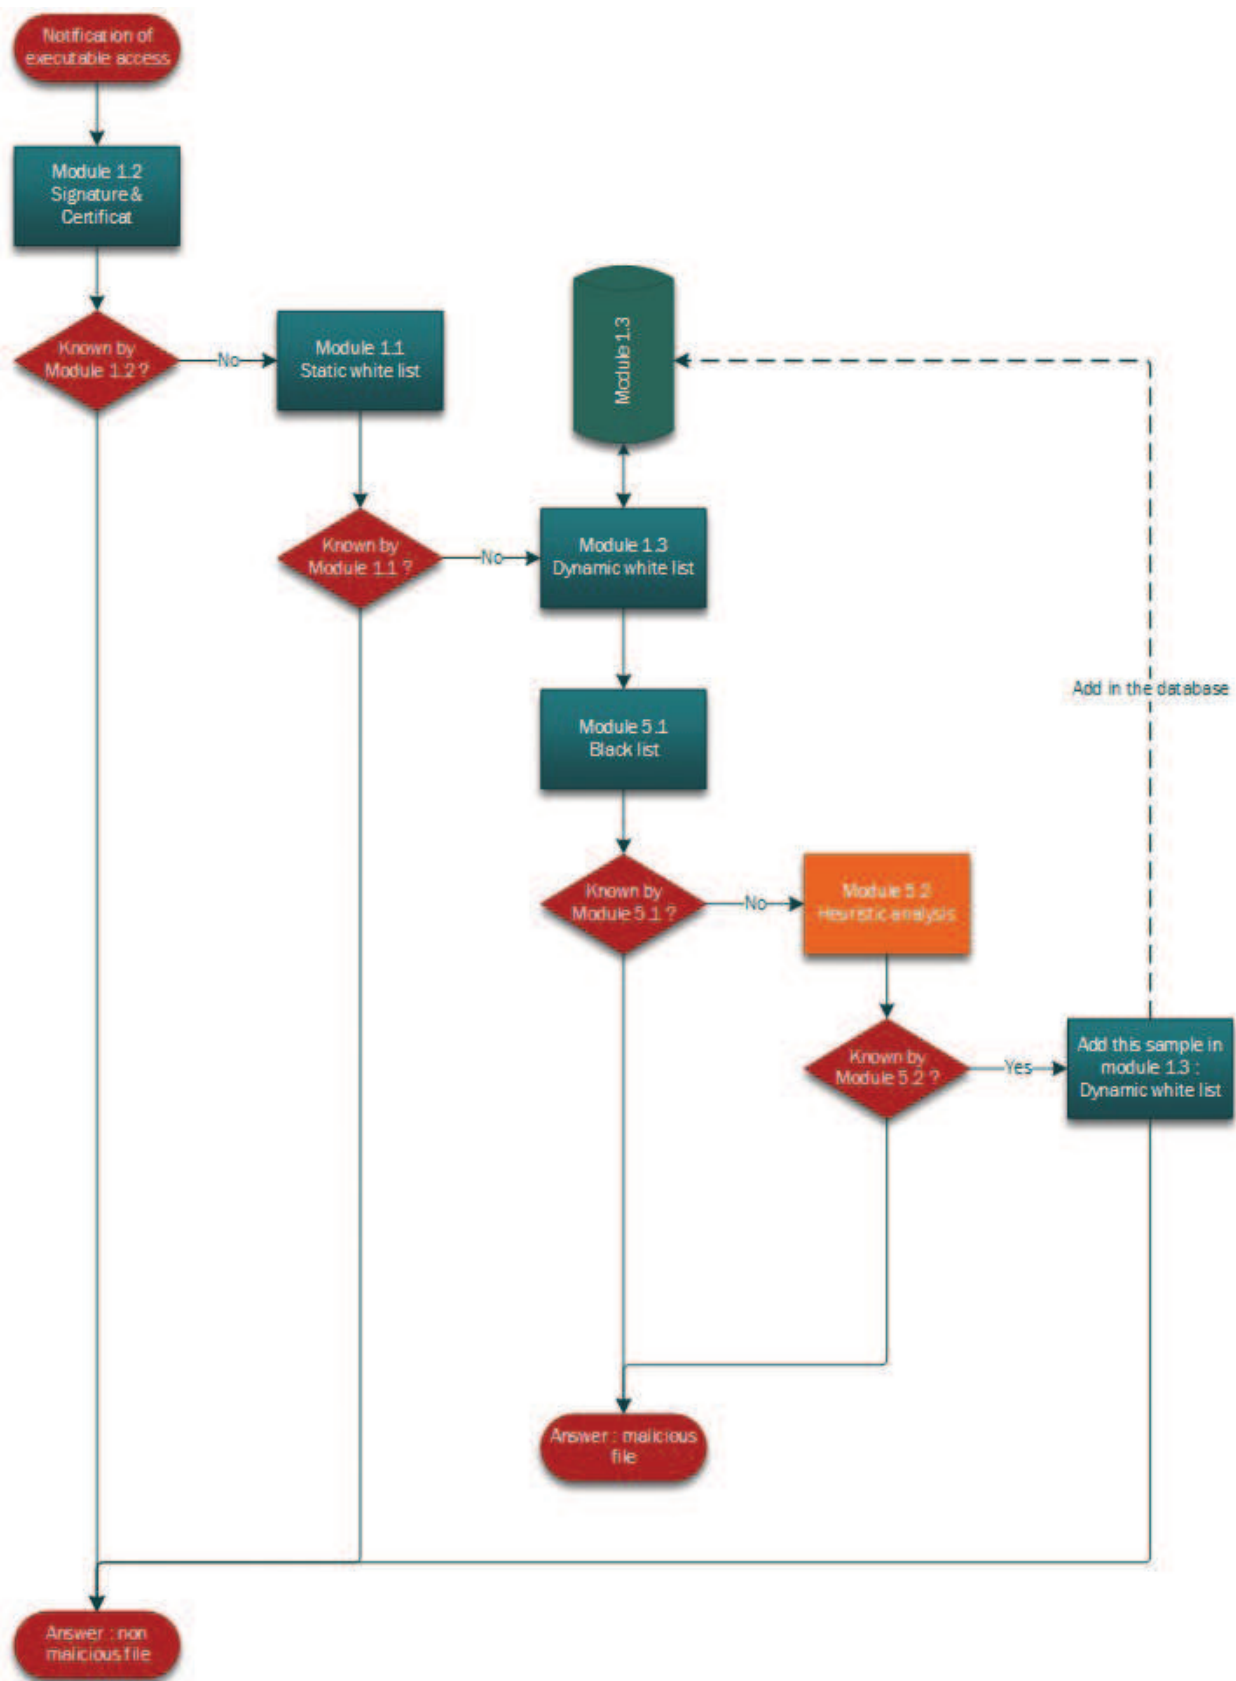 Notification of
executable access
Module 1.2
Signature &
Certificat
Known by
Module 1.2 ?
No
Module 1.1
Static white list
Module 1.3
Known by
Module 1.1 ?
No
Module 1.3
Dynamic white list
Add in the database
Module 5.1
Black list
Known by
Module 5.1 ?
No
Module 5.2
Heuristic analysis
Known by
Module 5.2 ?
Yes
Add this sample in
module 1.3 :
Dynamic white list
Answer : malicious
file
Answer : non
malicious file